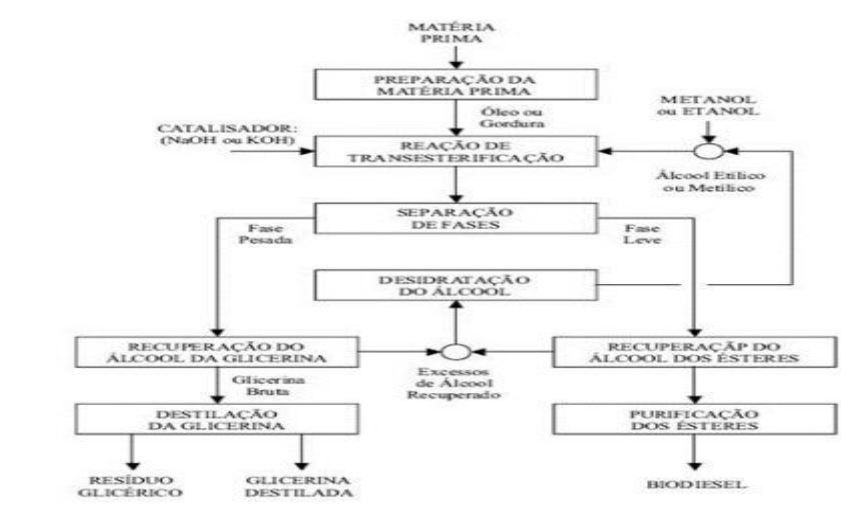 MATÉRIA
PRIMA
PREPARAÇÃO DA
MATÉRIA PRIMA
METANOL
ou ETANOL
Óleo ou
Gordura
CATALISADOR:
(NaOH ou KOH)
REAÇÃO DE
TRANSESTERIFICAÇÃO
Álcool Etílico
ou Metílico
SEPARAÇÃO
DE FASES
Fase
Pesada
Fase
Leve
DESIDRATATAÇÃO
DO ÁLCOOL
RECUPERAÇÃO DO
ÁLCOOL DA GLICERINA
RECUPERAÇÃP DO
ÁLCOOL DOS ÉSTERES
Excessos
de Álcool
Recuperado
Glicerina
Bruta
DESTILAÇÃO
DA GLICERINA
PURIFICAÇÃO
DOS ÉSTERES
RESÍDUO
GLICÉRICO
GLICERINA
DESTILADA
BIODIESEL